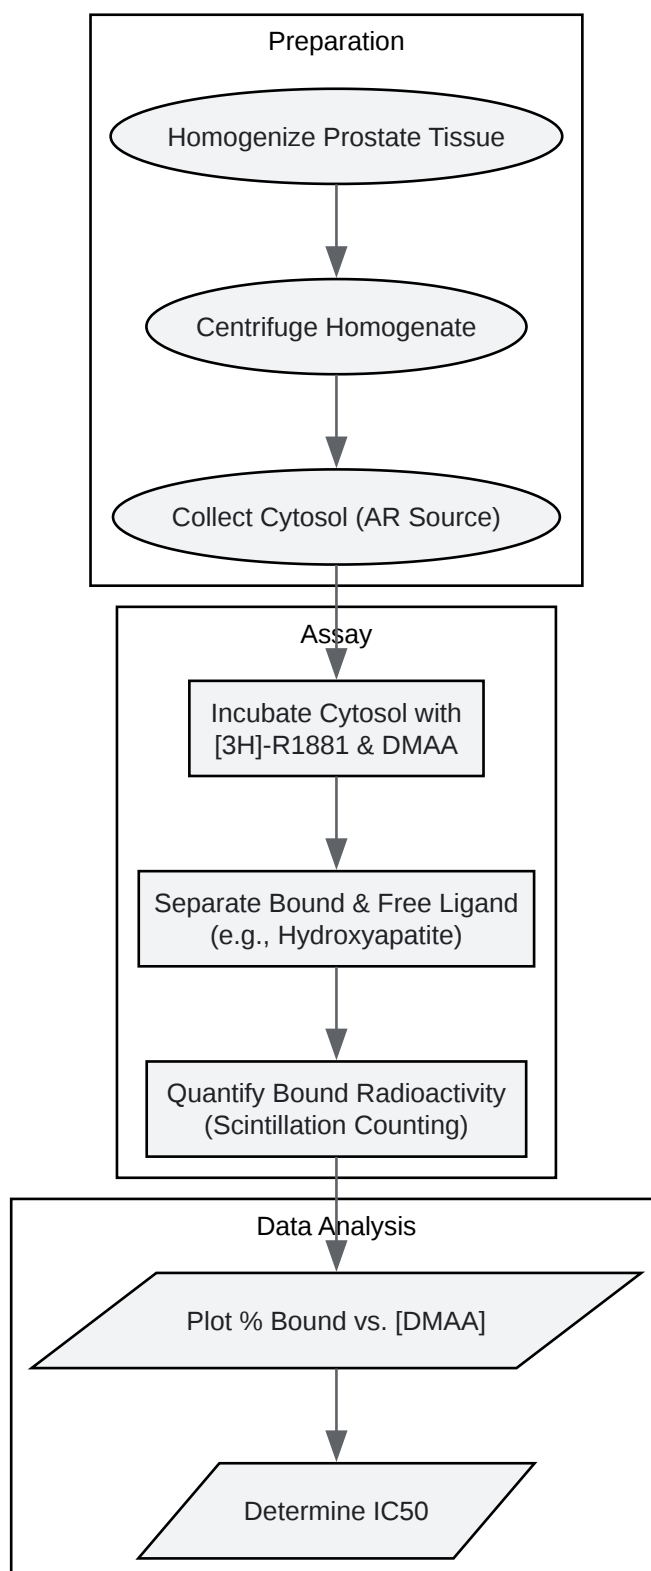 Preparation
Homogenize Prostate Tissue
Centrifuge Homogenate
Collect Cytosol (AR Source)
Assay
Incubate Cytosol with
[3H]-R1881 & DMAA
Separate Bound & Free Ligand
(e.g., Hydroxyapatite)
Quantify Bound Radioactivity
(Scintillation Counting)
Data Analysis
Plot % Bound vs. [DMAA]
Determine IC50